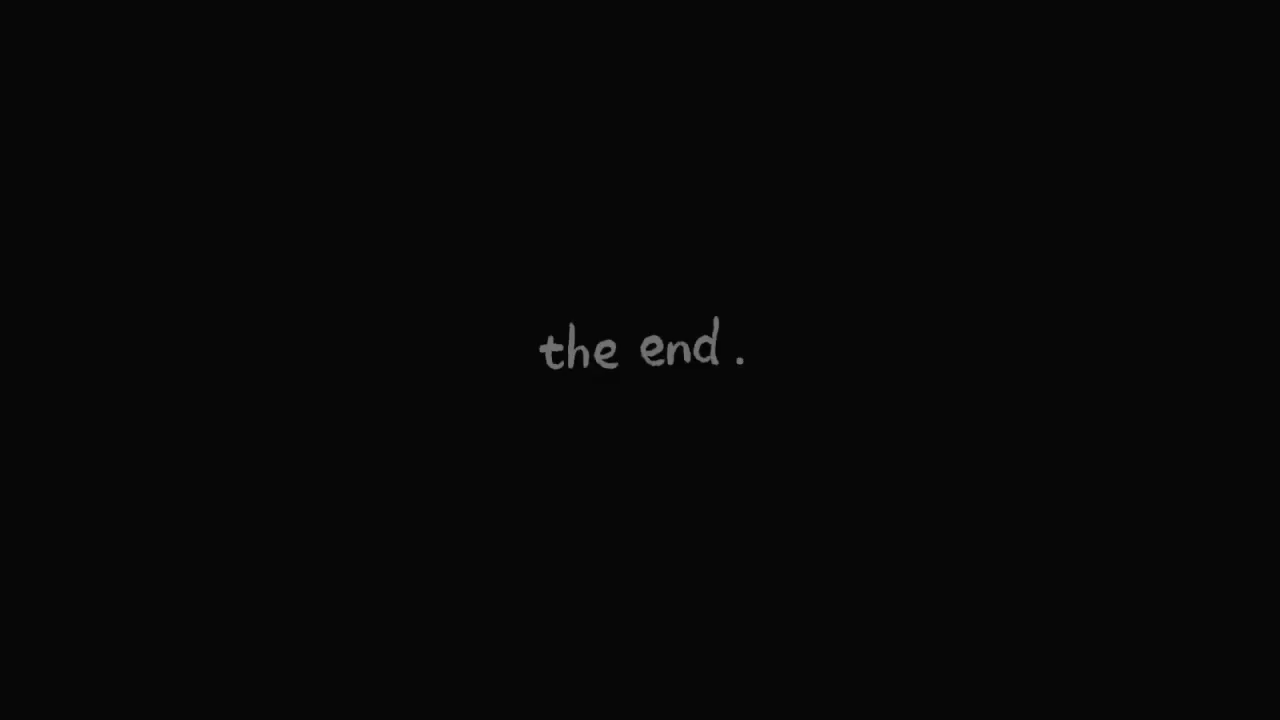 the end .